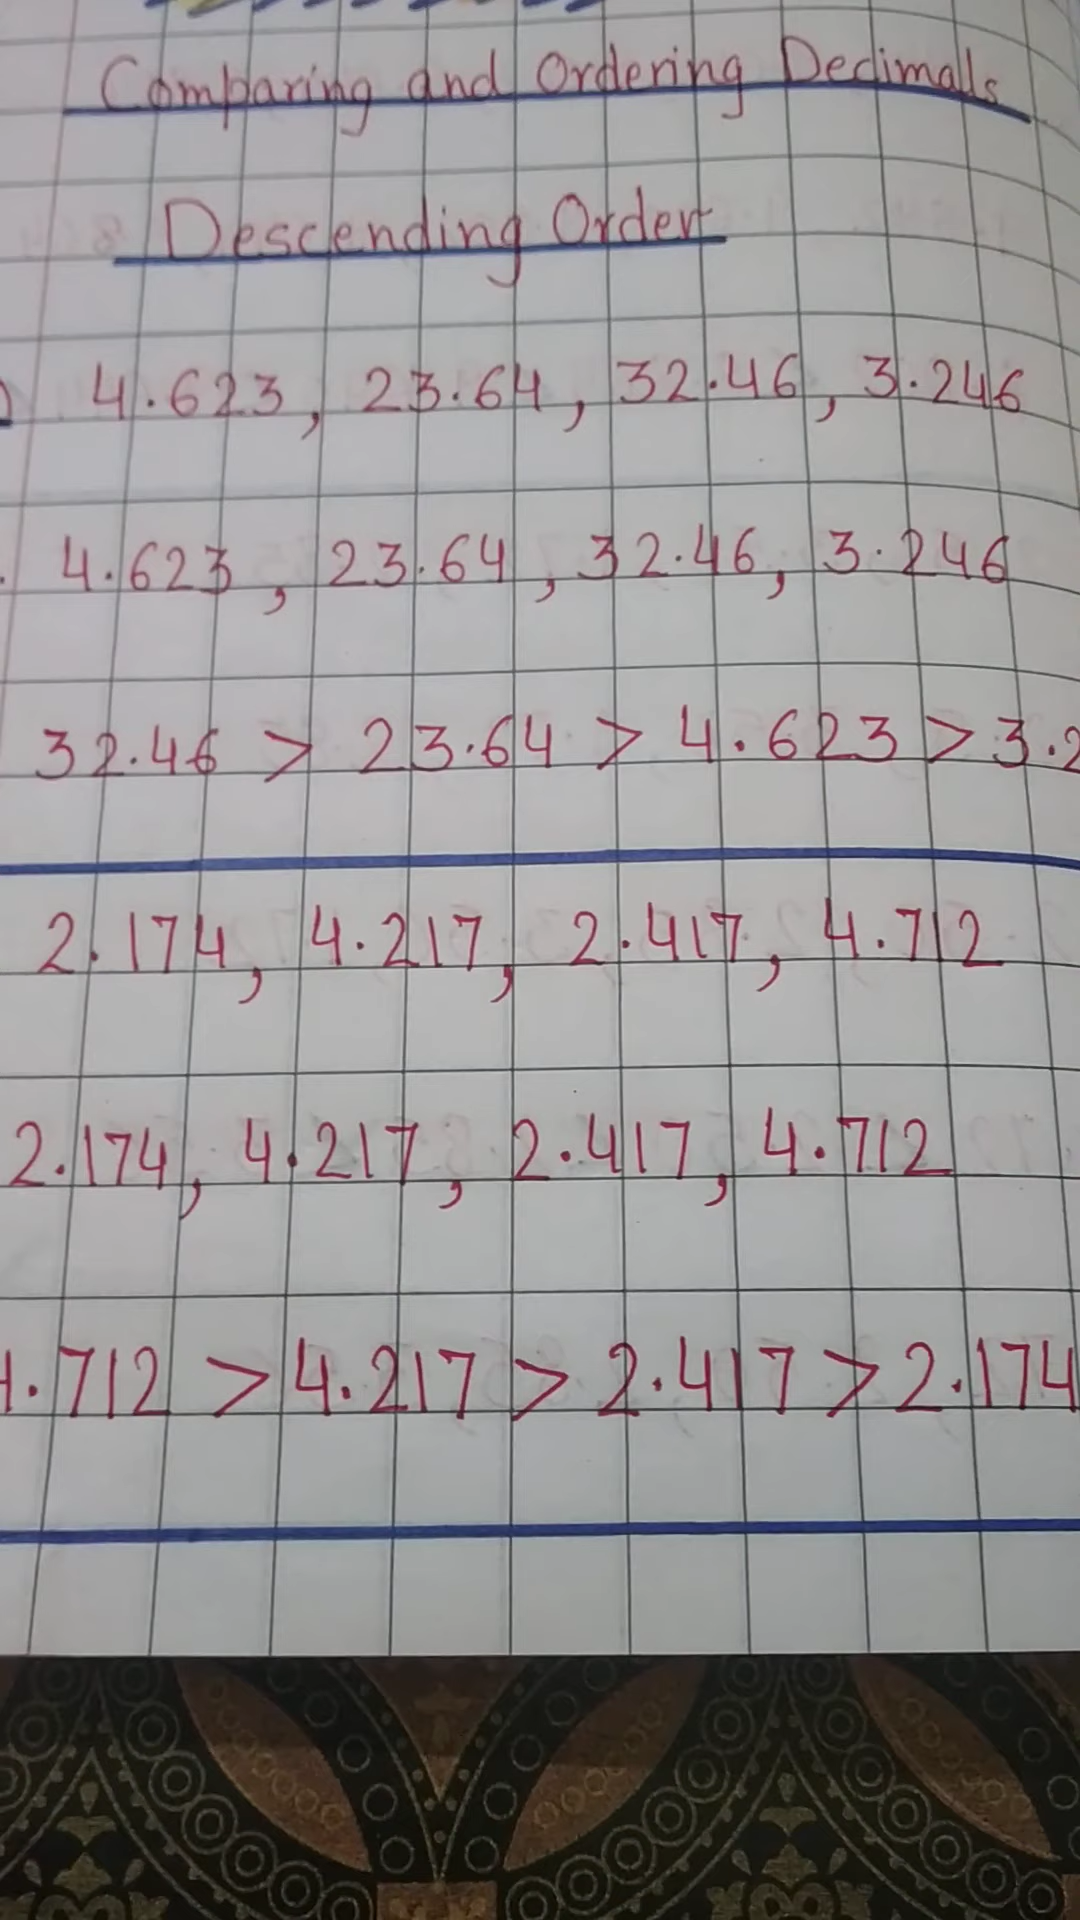 Comparing and Ordering Decimals
Descending Order
4.623, 23.64, 32.46, 3.246
4.623, 23.64, 32.46, 3.246
32.46 > 23.64 > 4.623 > 3.2
2.174, 4.217, 2.417, 4.712
2.174, 4.217, 2.417, 4.712
4.712 > 4.217 > 2.417 > 2.174